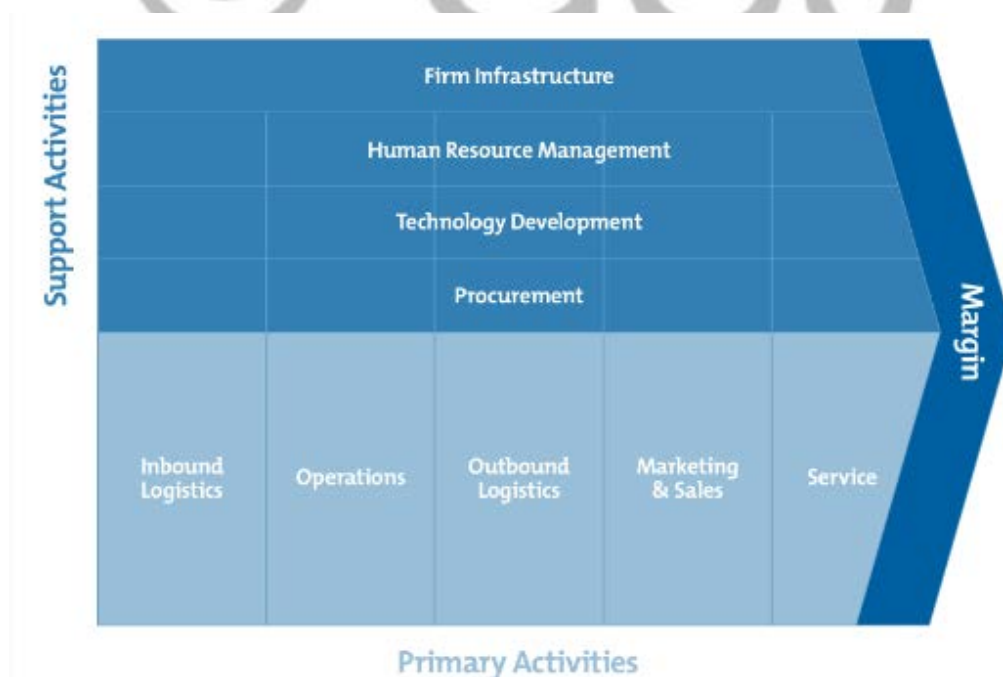 Support Activities
Firm Infrastructure
Human Resource Management
Technology Development
Procurement
Margin
Inbound
Logistics
Operations
Outbound
Logistics
Marketing
& Sales
Service
Primary Activities